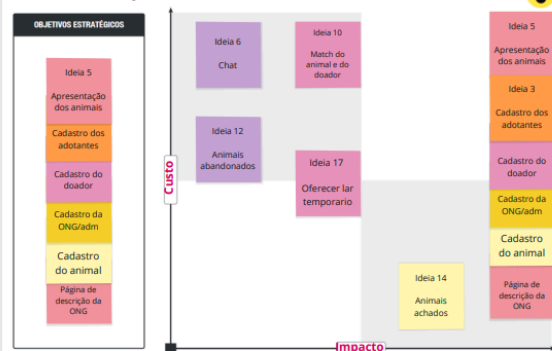 OBJETIVOS ESTRATÉGICOS
Ideia 5
Apresentação
dos animais
Cadastro dos
adotantes
Cadastro do
doador
Cadastro da
ONG/adm
Cadastro
do animal
Página de
descrição da
ONG
Custo
Ideia 6
Chat
Ideia 10
Match do
animal e do
doador
Ideia 12
Animais
abandonados
Ideia 17
Oferecer lar
temporario
Ideia 14
Animais
achados
Ideia 5
Apresentação
dos animais
Ideia 3
Cadastro dos
adotantes
Cadastro do
doador
Cadastro da
ONG/adm
Cadastro
do animal
Página de
descrição da
ONG
Impacto